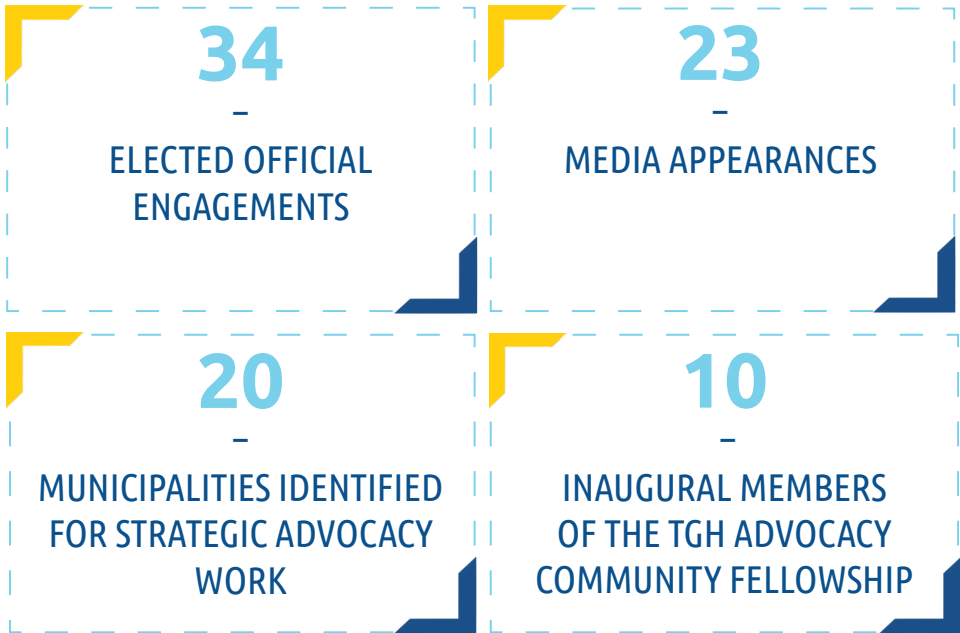 34
–
ELECTED OFFICIAL
ENGAGEMENTS
23
–
MEDIA APPEARANCES
20
–
MUNICIPALITIES IDENTIFIED
FOR STRATEGIC ADVOCACY
WORK
10
–
INAUGURAL MEMBERS
OF THE TGH ADVOCACY
COMMUNITY FELLOWSHIP